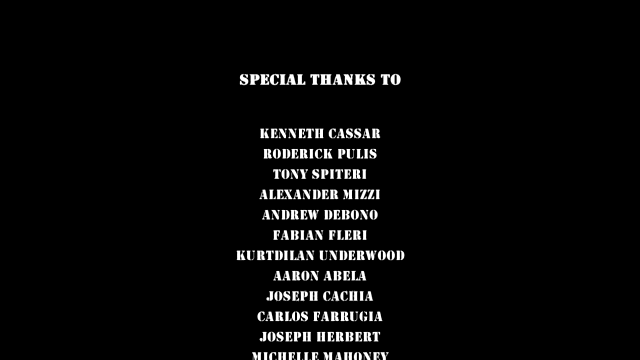 SPECIAL THANKS TO
KENNETH CASSAR
RODERICK PULIS
TONY SPITERI
ALEXANDER MIZZI
ANDREW DEBONO
FABIAN FLERI
KURTDILAN UNDERWOOD
AARON ABELA
JOSEPH CACHIA
CARLOS FARRUGIA
JOSEPH HERBERT
MICHELLE MAHONEY